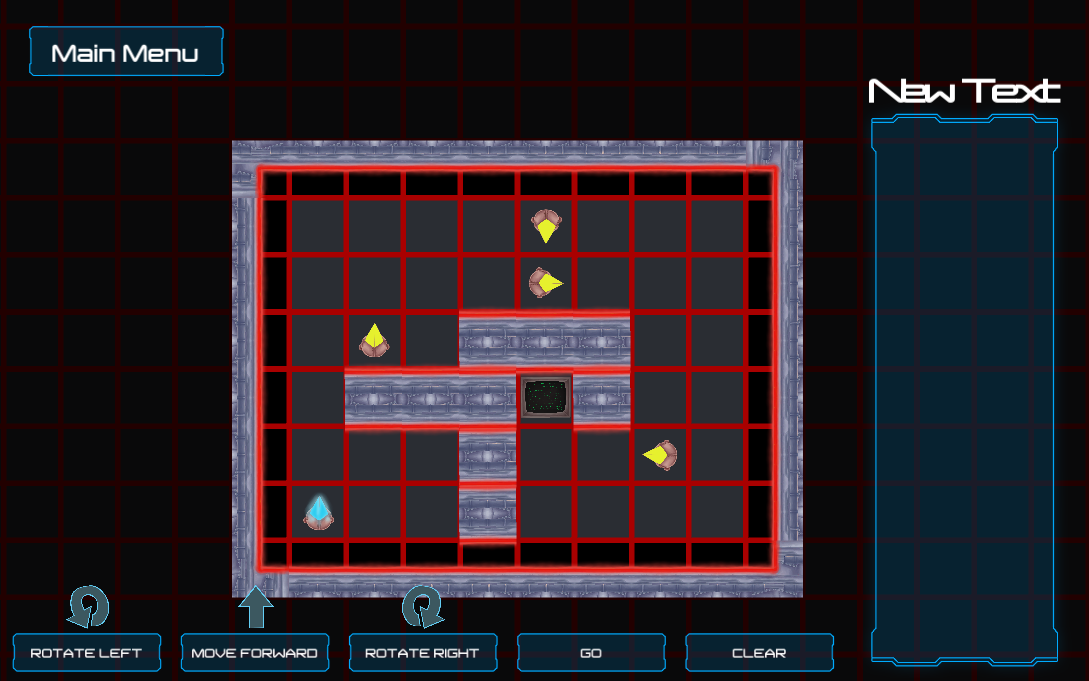 Main Menu
New Text
ROTATE LEFT
MOVE FORWARD
ROTATE RIGHT
GO
CLEAR